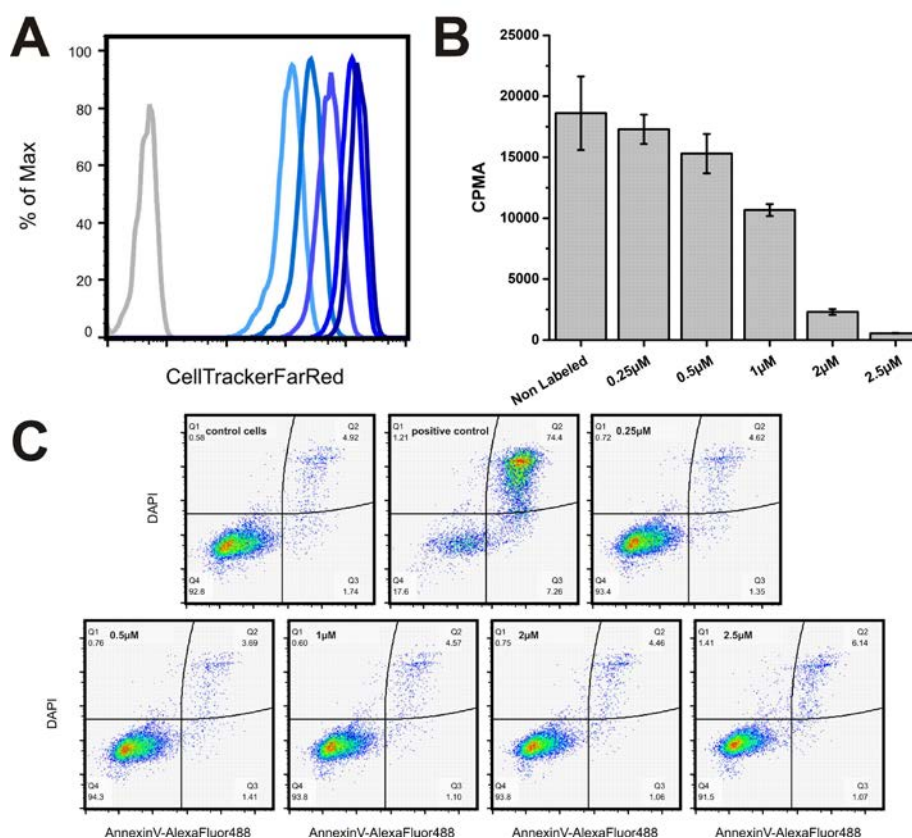 A
100
80
60
40
20
0
% of Max
CellTrackerFarRed
B
25000
20000
15000
10000
5000
0
CPMA
Non Labeled
0.25µM
0.5µM
1µM
2µM
2.5µM
C
DAPI
Q1
0.58
control cells
Q2
4.92
Q4
92.8
Q3
1.74
Q1
1.21
positive control
Q2
74.4
Q4
17.6
Q3
7.26
Q1
0.72
0.25µM
Q2
4.62
Q4
93.4
Q3
1.35
DAPI
Q1
0.76
0.5µM
Q2
3.69
Q4
94.3
Q3
1.41
Q1
0.60
1µM
Q2
4.57
Q4
93.8
Q3
1.10
Q1
0.75
2µM
Q2
4.46
Q4
93.8
Q3
1.06
Q1
1.41
2.5µM
Q2
6.14
Q4
91.5
Q3
1.07
AnnexinV-AlexaFluor488
AnnexinV-AlexaFluor488
AnnexinV-AlexaFluor488
AnnexinV-AlexaFluor488